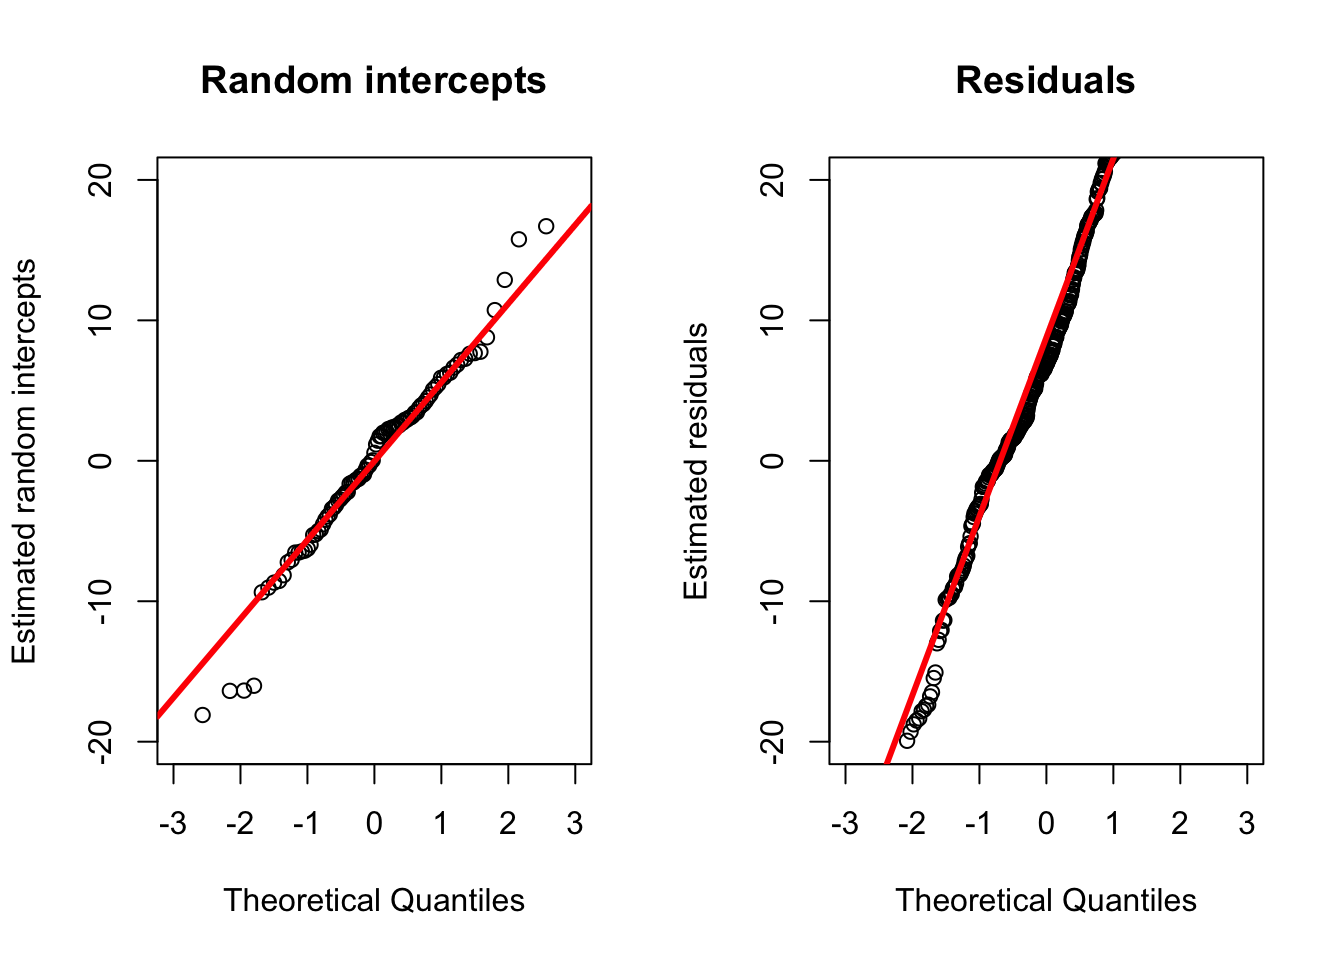 Random intercepts
Estimated random intercepts
20
10
0
-10
-20
-3 -2 -1 0 1 2 3
Theoretical Quantiles
Residuals
Estimated residuals
20
10
0
-10
-20
-3 -2 -1 0 1 2 3
Theoretical Quantiles